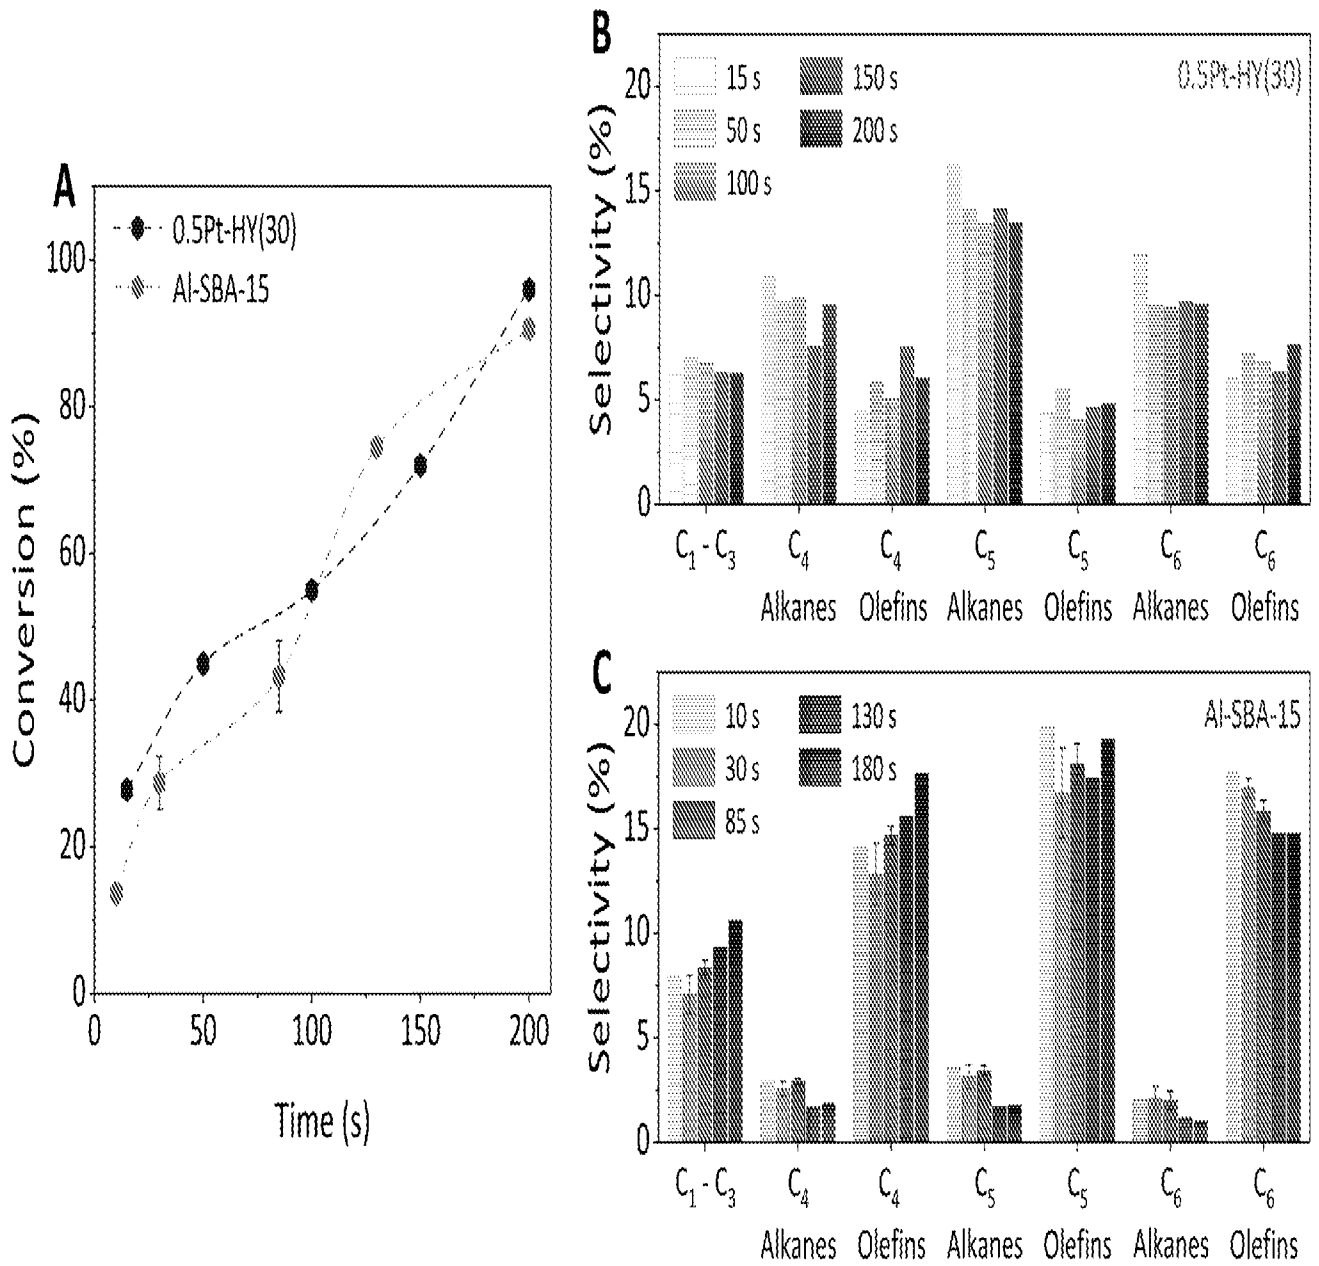 A
0.5Pt-HY(30)
Al-SBA-15
100
80
60
40
20
0
Conversion (%)
0 50 100 150 200
Time (s)
B
0.5Pt-HY(30)
15 s 150 s
50 s 200 s
100 s
20
15
10
5
0
Selectivity (%)
C1 - C3 C4 C4 C5 C5 C6 C6
Alkanes Olefins Alkanes Olefins Alkanes Olefins
C
Al-SBA-15
10 s 130 s
30 s 180 s
85 s
20
15
10
5
0
Selectivity (%)
C1 - C3 C4 C4 C5 C5 C6 C6
Alkanes Olefins Alkanes Olefins Alkanes Olefins